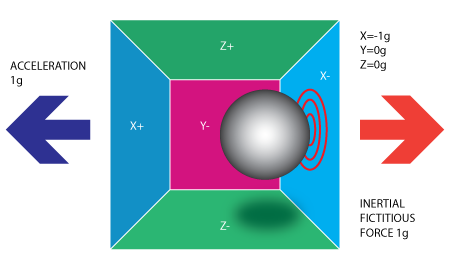 ACCELERATION
1g
Z+
X+
Y-
X-
Z-
X=-1g
Y=0g
Z=0g
INERTIAL
FICTITIOUS
FORCE 1g